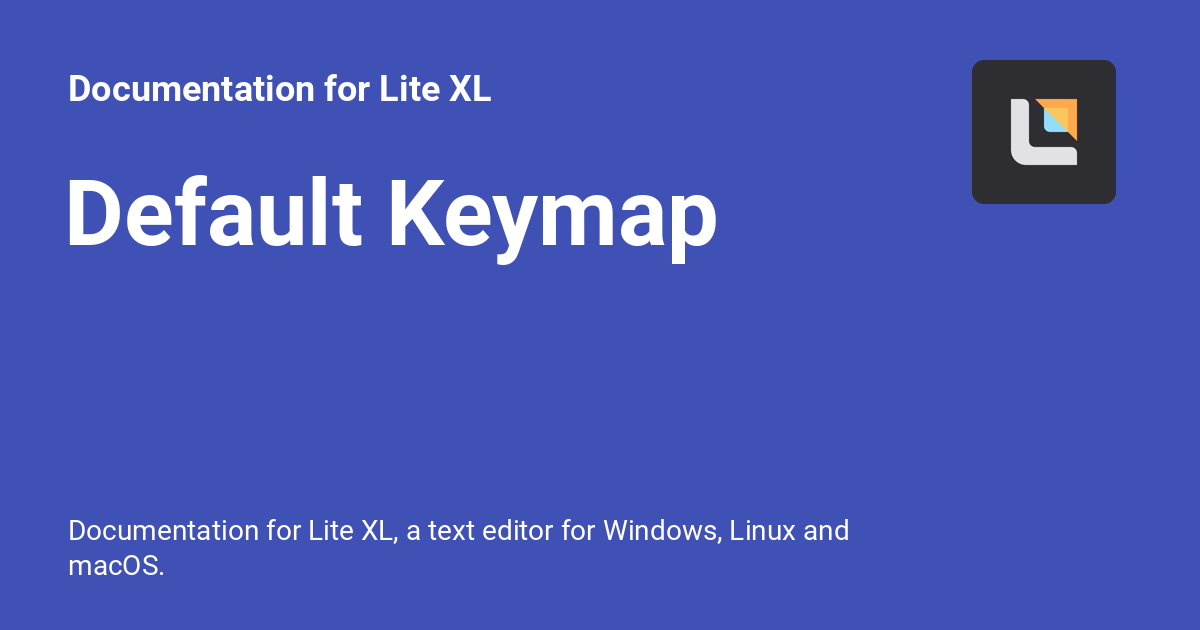 Documentation for Lite XL
Default Keymap
Documentation for Lite XL, a text editor for Windows, Linux and
macOS.